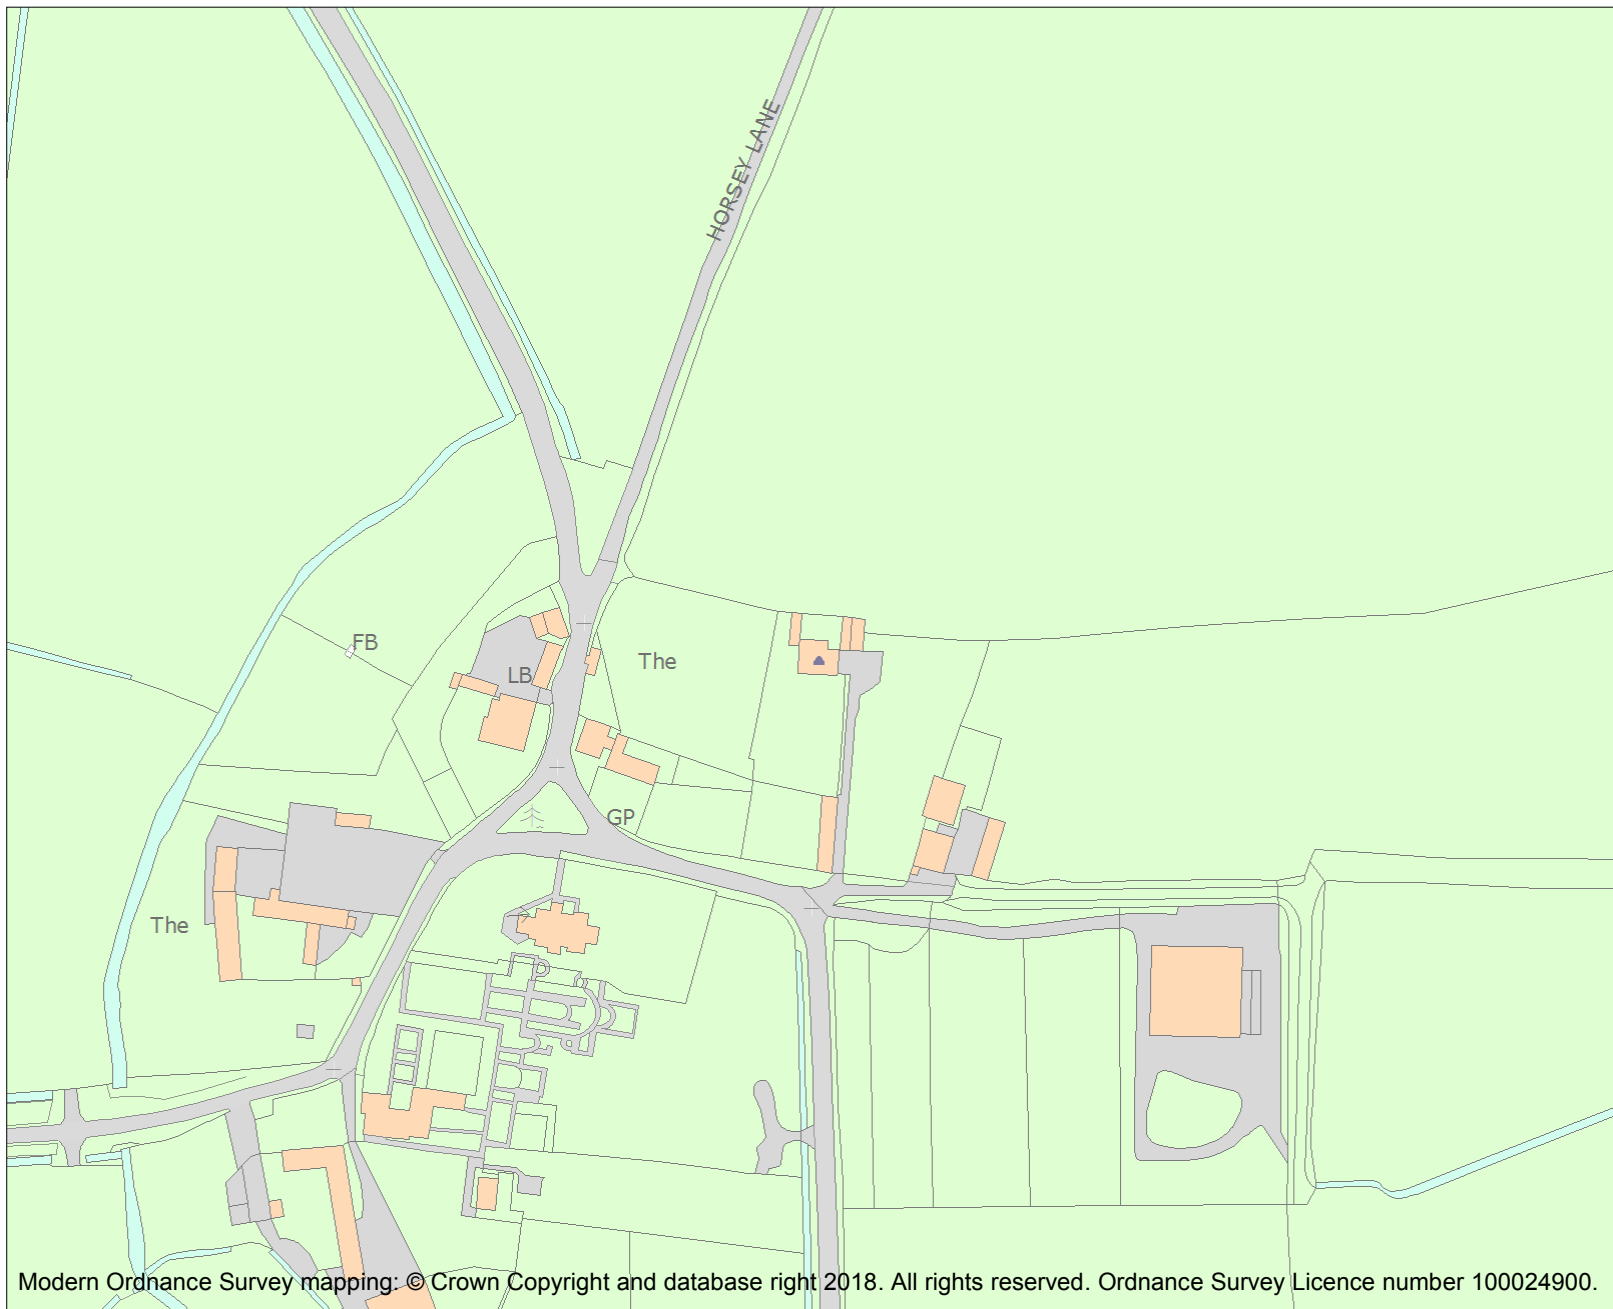 HORSEY LANE
FB
The
LB
GP
The
Modern Ordnance Survey mapping: © Crown Copyright and database right 2018. All rights reserved. Ordnance Survey Licence number 100024900.